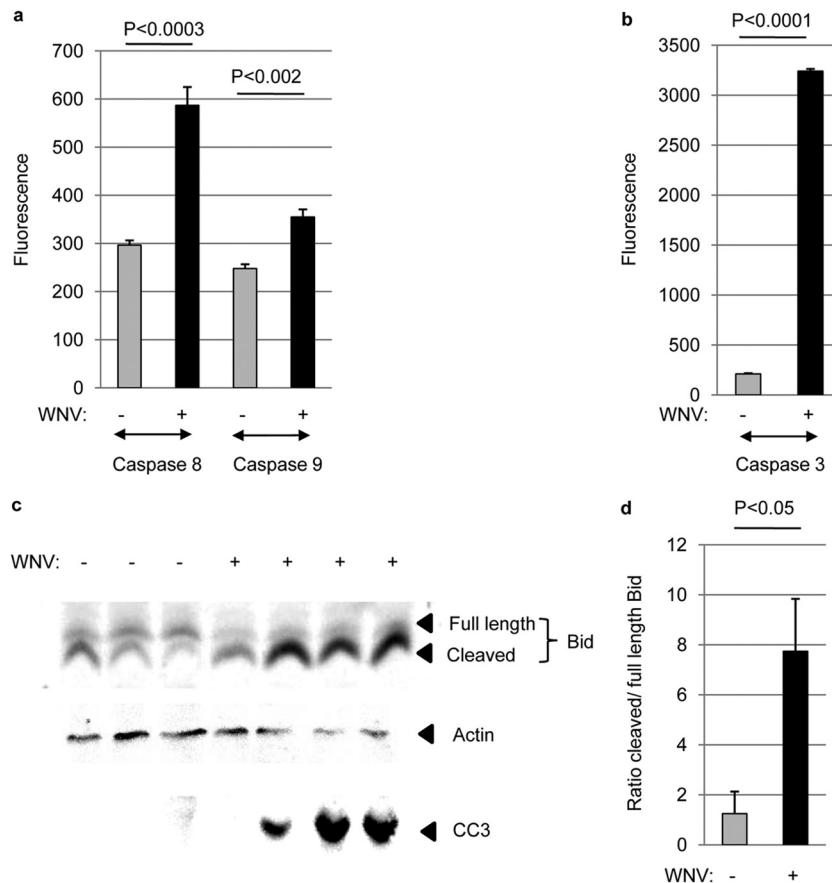 a
P<0.0003
P<0.002
700
600
500
400
300
200
100
0
Fluorescence
WNV: - + - +
Caspase 8 Caspase 9
b
P<0.0001
3500
3000
2500
2000
1500
1000
500
0
Fluorescence
- +
Caspase 3
c
WNV: - - - + + + +
Full length
Cleaved
Bid
Actin
CC3
d
P<0.05
12
10
8
6
4
2
0
Ratio cleaved/ full length Bid
WNV: - +